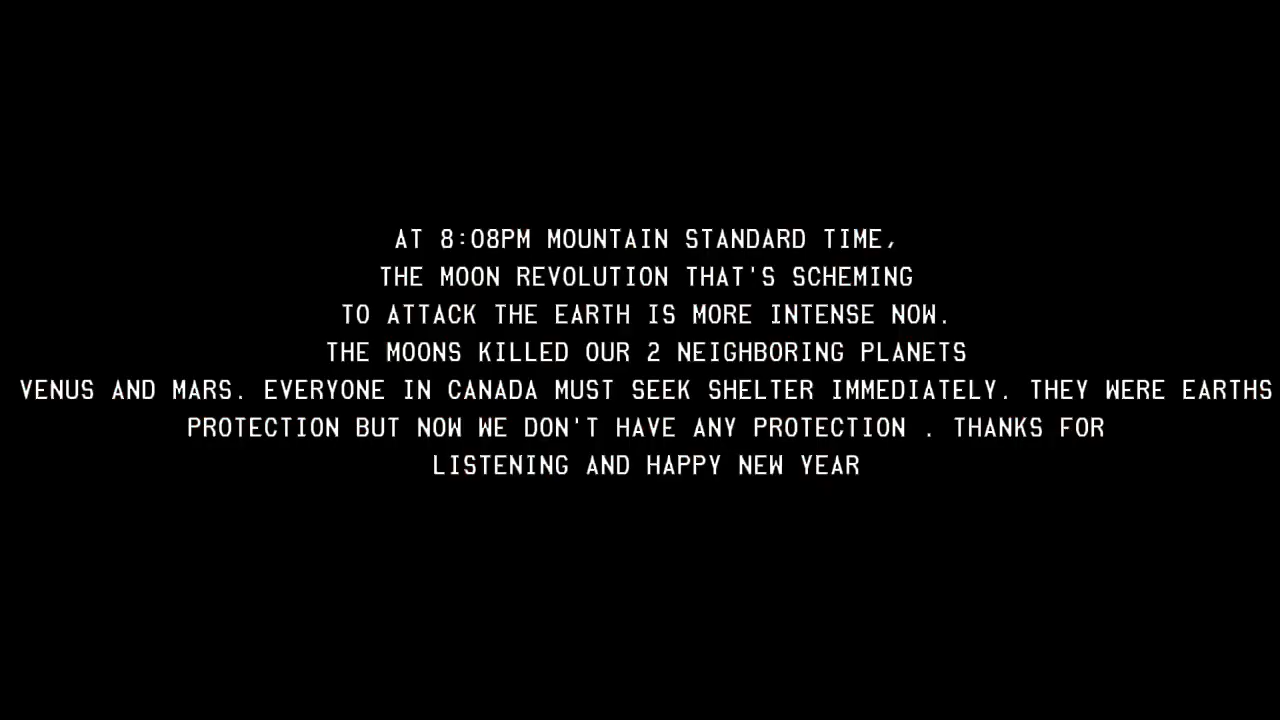 AT 8:08PM MOUNTAIN STANDARD TIME,
THE MOON REVOLUTION THAT'S SCHEMING
TO ATTACK THE EARTH IS MORE INTENSE NOW.
THE MOONS KILLED OUR 2 NEIGHBORING PLANETS
VENUS AND MARS. EVERYONE IN CANADA MUST SEEK SHELTER IMMEDIATELY. THEY WERE EARTHS
PROTECTION BUT NOW WE DON'T HAVE ANY PROTECTION . THANKS FOR
LISTENING AND HAPPY NEW YEAR